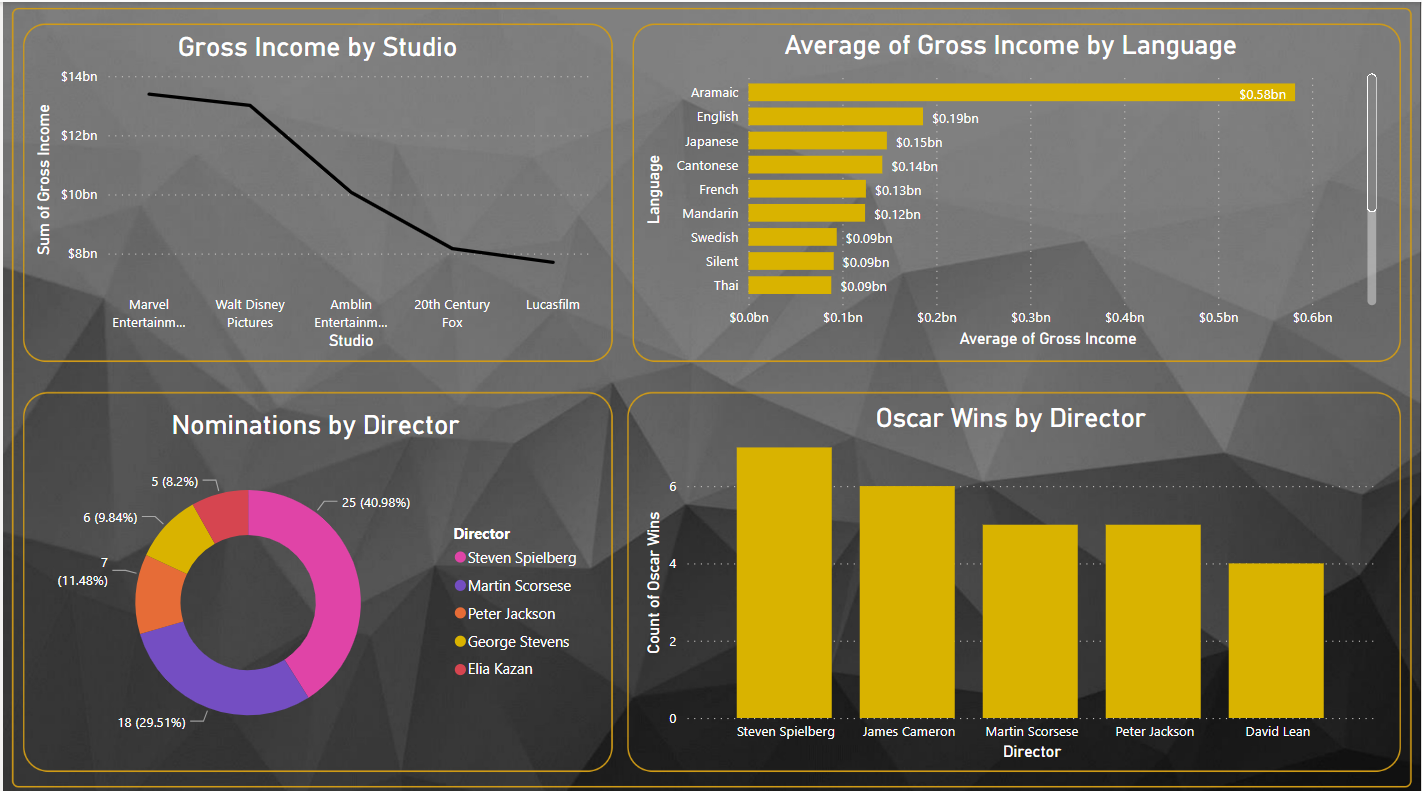 Gross Income by Studio
Sum of Gross Income
$14bn
$12bn
$10bn
$8bn
Marvel
Entertainm...
Walt Disney
Pictures
Amblin
Entertainm...
20th Century
Fox
Lucasfilm
Studio
Average of Gross Income by Language
Language
Aramaic
$0.58bn
English
$0.19bn
Japanese
$0.15bn
Cantonese
$0.14bn
French
$0.13bn
Mandarin
$0.12bn
Swedish
$0.09bn
Silent
$0.09bn
Thai
$0.09bn
$0.0bn
$0.1bn
$0.2bn
$0.3bn
$0.4bn
$0.5bn
$0.6bn
Average of Gross Income
Nominations by Director
5 (8.2%)
25 (40.98%)
6 (9.84%)
7
(11.48%)
18 (29.51%)
Director
Steven Spielberg
Martin Scorsese
Peter Jackson
George Stevens
Elia Kazan
Oscar Wins by Director
Count of Oscar Wins
6
4
2
0
Steven Spielberg
James Cameron
Martin Scorsese
Peter Jackson
David Lean
Director